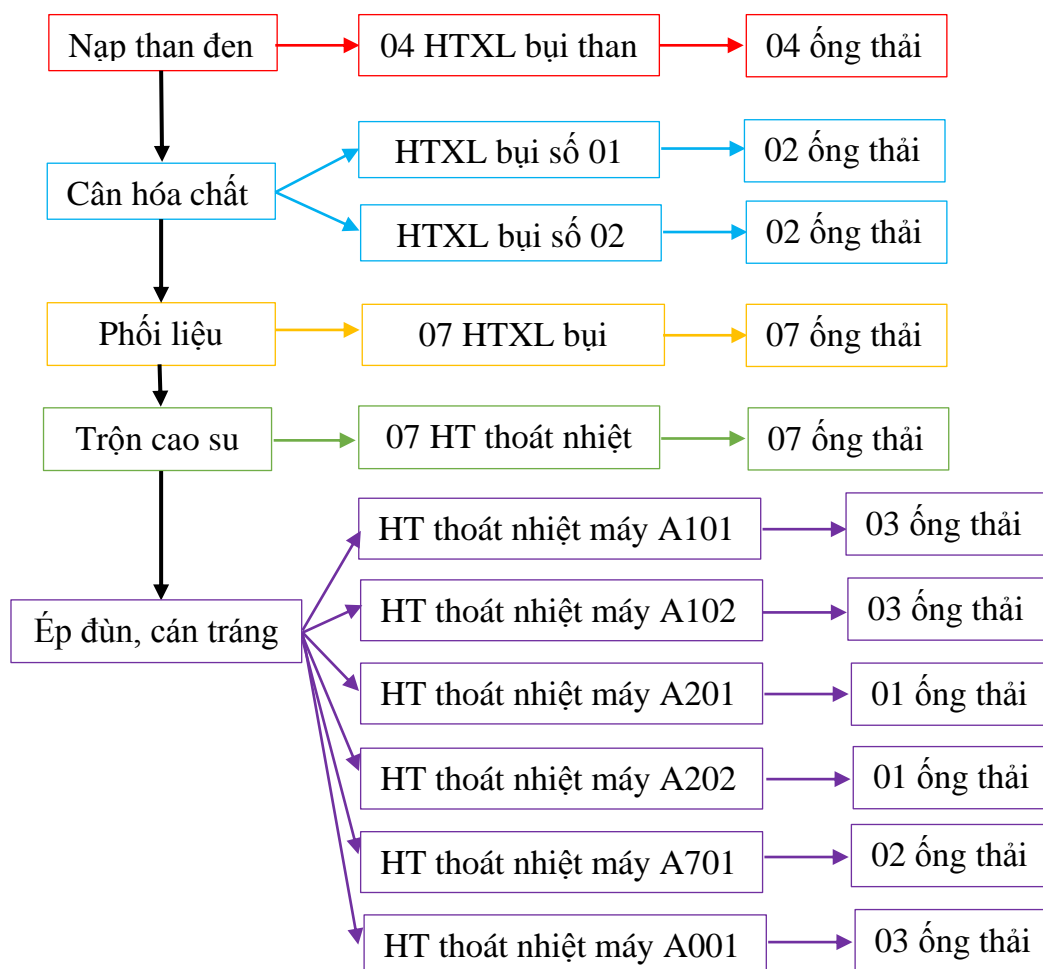 Nạp than đen
04 HTXL bụi than
04 ống thải
HTXL bụi số 01
02 ống thải
Cân hóa chất
HTXL bụi số 02
02 ống thải
Phối liệu
07 HTXL bụi
07 ống thải
Trộn cao su
07 HT thoát nhiệt
07 ống thải
HT thoát nhiệt máy A101
03 ống thải
HT thoát nhiệt máy A102
03 ống thải
Ép đùn, cán tráng
HT thoát nhiệt máy A201
01 ống thải
HT thoát nhiệt máy A202
01 ống thải
HT thoát nhiệt máy A701
02 ống thải
HT thoát nhiệt máy A001
03 ống thải